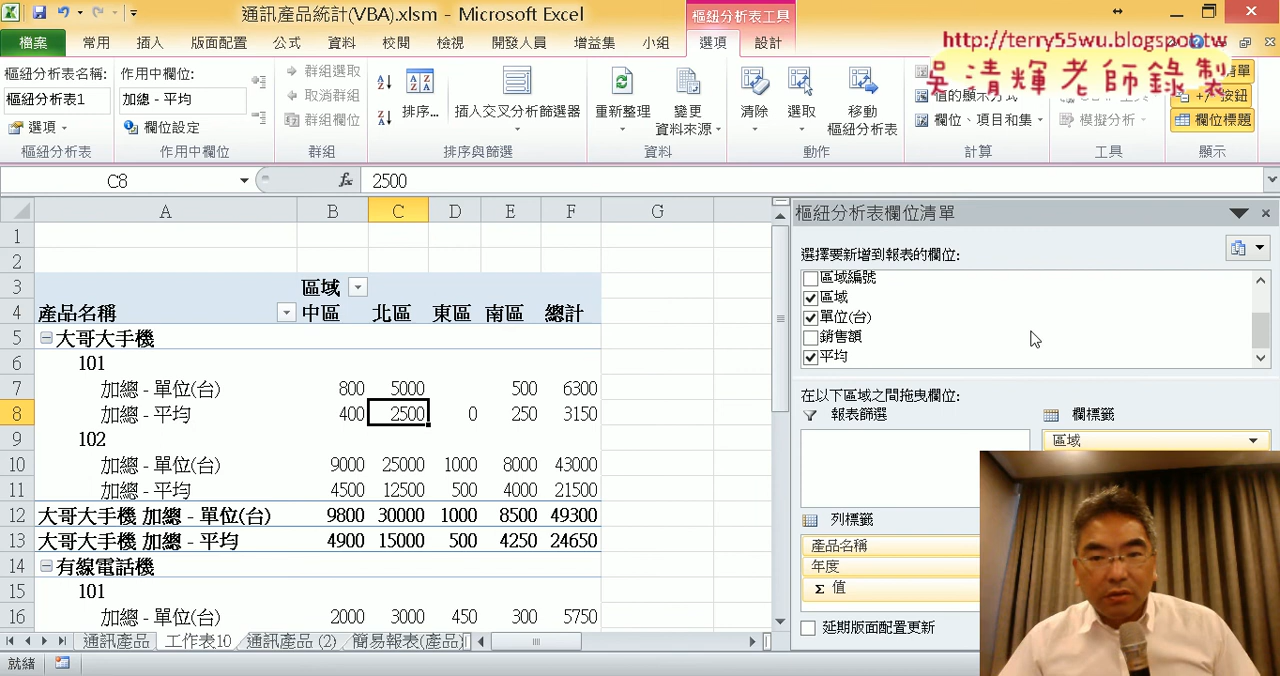 通訊產品統計(VBA).xlsm - Microsoft Excel
樞紐分析表工具
檔案 常用 插入 版面配置 公式 資料 校閱 檢視 開發人員 增益集 小組 選項 設計
http://terry55wu.blogspot.tw
吳清輝老師錄製
樞紐分析表名稱:
樞紐分析表1
選項
樞紐分析表
作用中欄位:
加總 - 平均
欄位設定
作用中欄位
群組選取
取消群組
群組欄位
群組
排序...
插入交叉分析篩選器
排序與篩選
重新整理
變更
資料來源
資料
清除
選取
移動
樞紐分析表
動作
值的顯示方式
欄位、項目和集
計算
模擬分析
工具
清單
+/- 按鈕
欄位標題
顯示
C8
fx
2500
A B C D E F G
1
2
3 區域
4 產品名稱 中區 北區 東區 南區 總計
5 大哥大手機
6 101
7 加總 - 單位(台) 800 5000 500 6300
8 加總 - 平均 400 2500 0 250 3150
9 102
10 加總 - 單位(台) 9000 25000 1000 8000 43000
11 加總 - 平均 4500 12500 500 4000 21500
12 大哥大手機 加總 - 單位(台) 9800 30000 1000 8500 49300
13 大哥大手機 加總 - 平均 4900 15000 500 4250 24650
14 有線電話機
15 101
16 加總 - 單位(台) 2000 3000 450 300 5750
通訊產品 工作表10 通訊產品 (2) 簡易報表(產品)
就緒
樞紐分析表欄位清單
選擇要新增到報表的欄位:
區域編號
區域
單位(台)
銷售額
平均
在以下區域之間拖曳欄位:
報表篩選
欄標籤
區域
列標籤
產品名稱
年度
Σ 值
延期版面配置更新